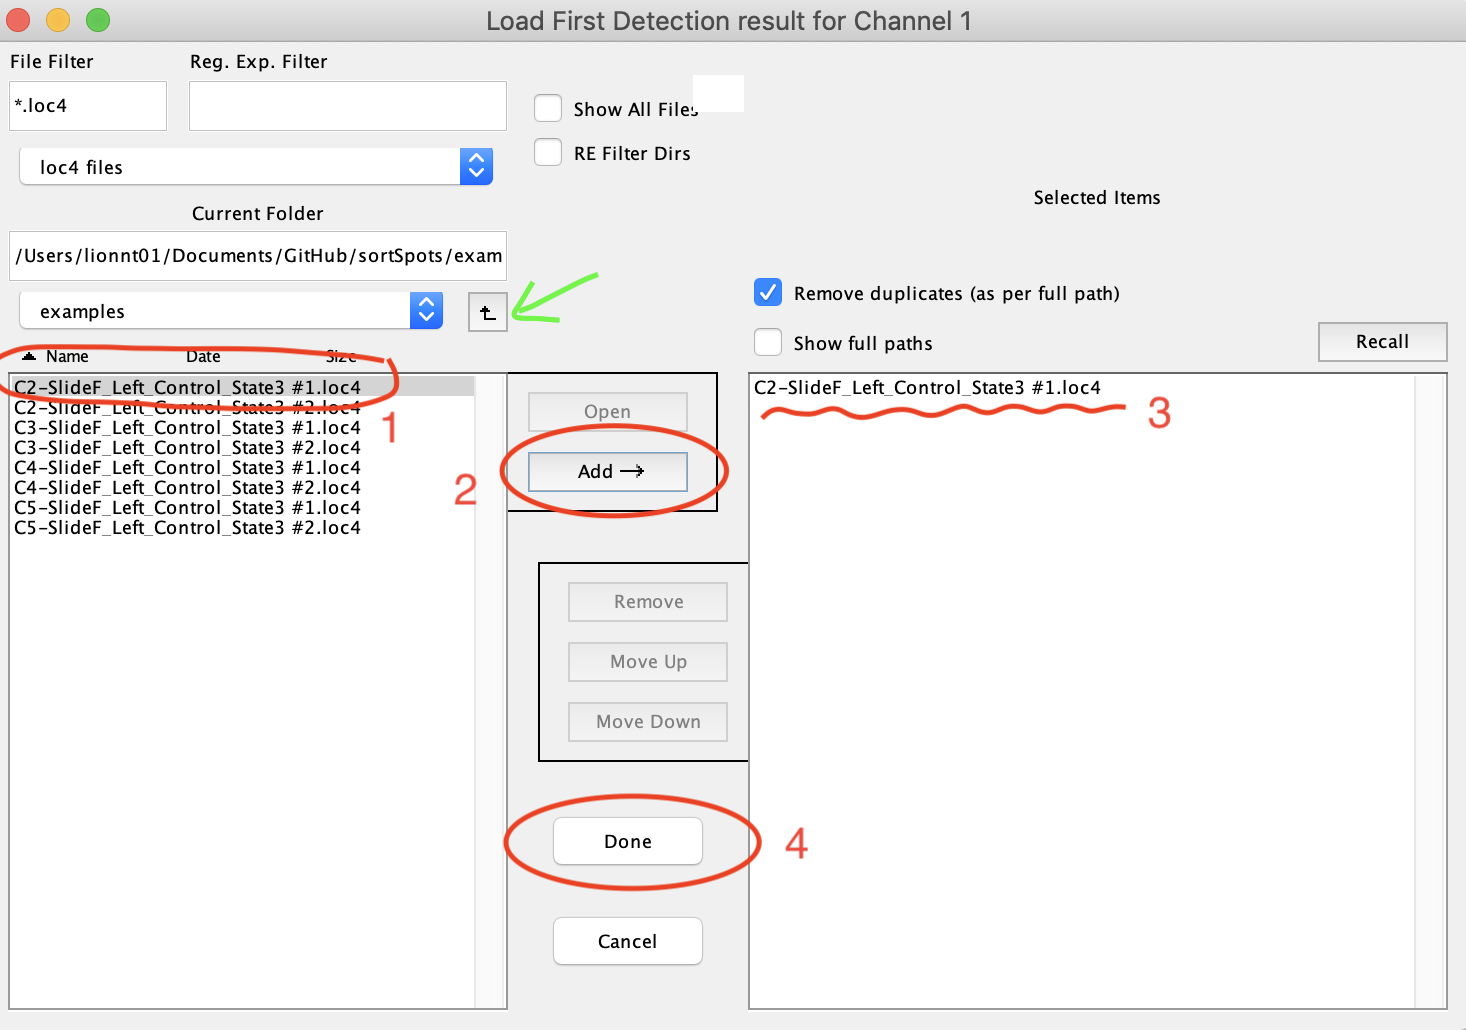 Load First Detection result for Channel 1
File Filter
Reg. Exp. Filter
*.loc4
Show All Files
RE Filter Dirs
loc4 files
Selected Items
Current Folder
/Users/lionnt01/Documents/GitHub/sortSpots/exam
Remove duplicates (as per full path)
examples
Show full paths
Recall
Name Date Size
C2-SlideF_Left_Control_State3 #1.loc4
C2-SlideF_Left_Control_State3 #2.loc4
C3-SlideF_Left_Control_State3 #1.loc4
C3-SlideF_Left_Control_State3 #2.loc4
C4-SlideF_Left_Control_State3 #1.loc4
C4-SlideF_Left_Control_State3 #2.loc4
C5-SlideF_Left_Control_State3 #1.loc4
C5-SlideF_Left_Control_State3 #2.loc4
1
Open
2
Add →
C2-SlideF_Left_Control_State3 #1.loc4
3
Remove
Move Up
Move Down
Done
4
Cancel